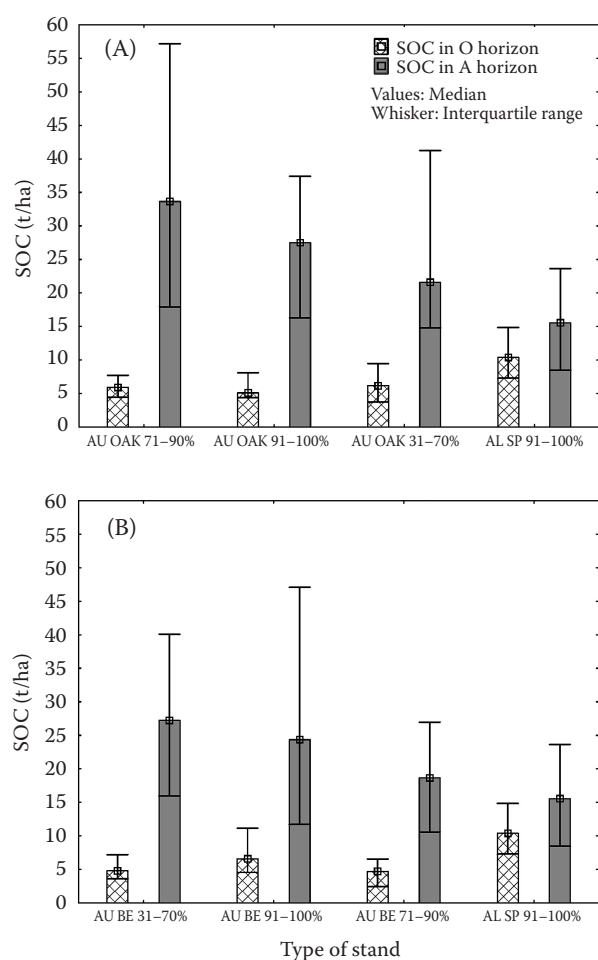 (A)
SOC in O horizon
SOC in A horizon
Values: Median
Whisker: Interquartile range
SOC (t/ha)
60
55
50
45
40
35
30
25
20
15
10
5
0
AU OAK 71–90% AU OAK 91–100% AU OAK 31–70% AL SP 91–100%
(B)
SOC (t/ha)
60
55
50
45
40
35
30
25
20
15
10
5
0
AU BE 31–70% AU BE 91–100% AU BE 71–90% AL SP 91–100%
Type of stand